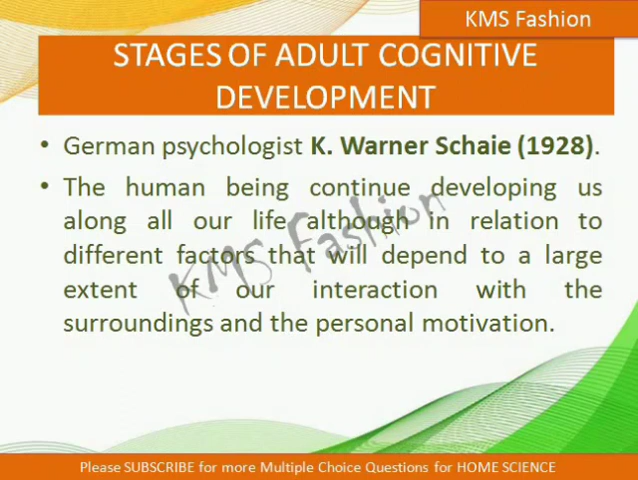 KMS Fashion
STAGES OF ADULT COGNITIVE
DEVELOPMENT
• German psychologist K. Warner Schaie (1928).
• The human being continue developing us
along all our life although in relation to
different factors that will depend to a large
extent of our interaction with the
surroundings and the personal motivation.
KMS Fashion
Please SUBSCRIBE for more Multiple Choice Questions for HOME SCIENCE